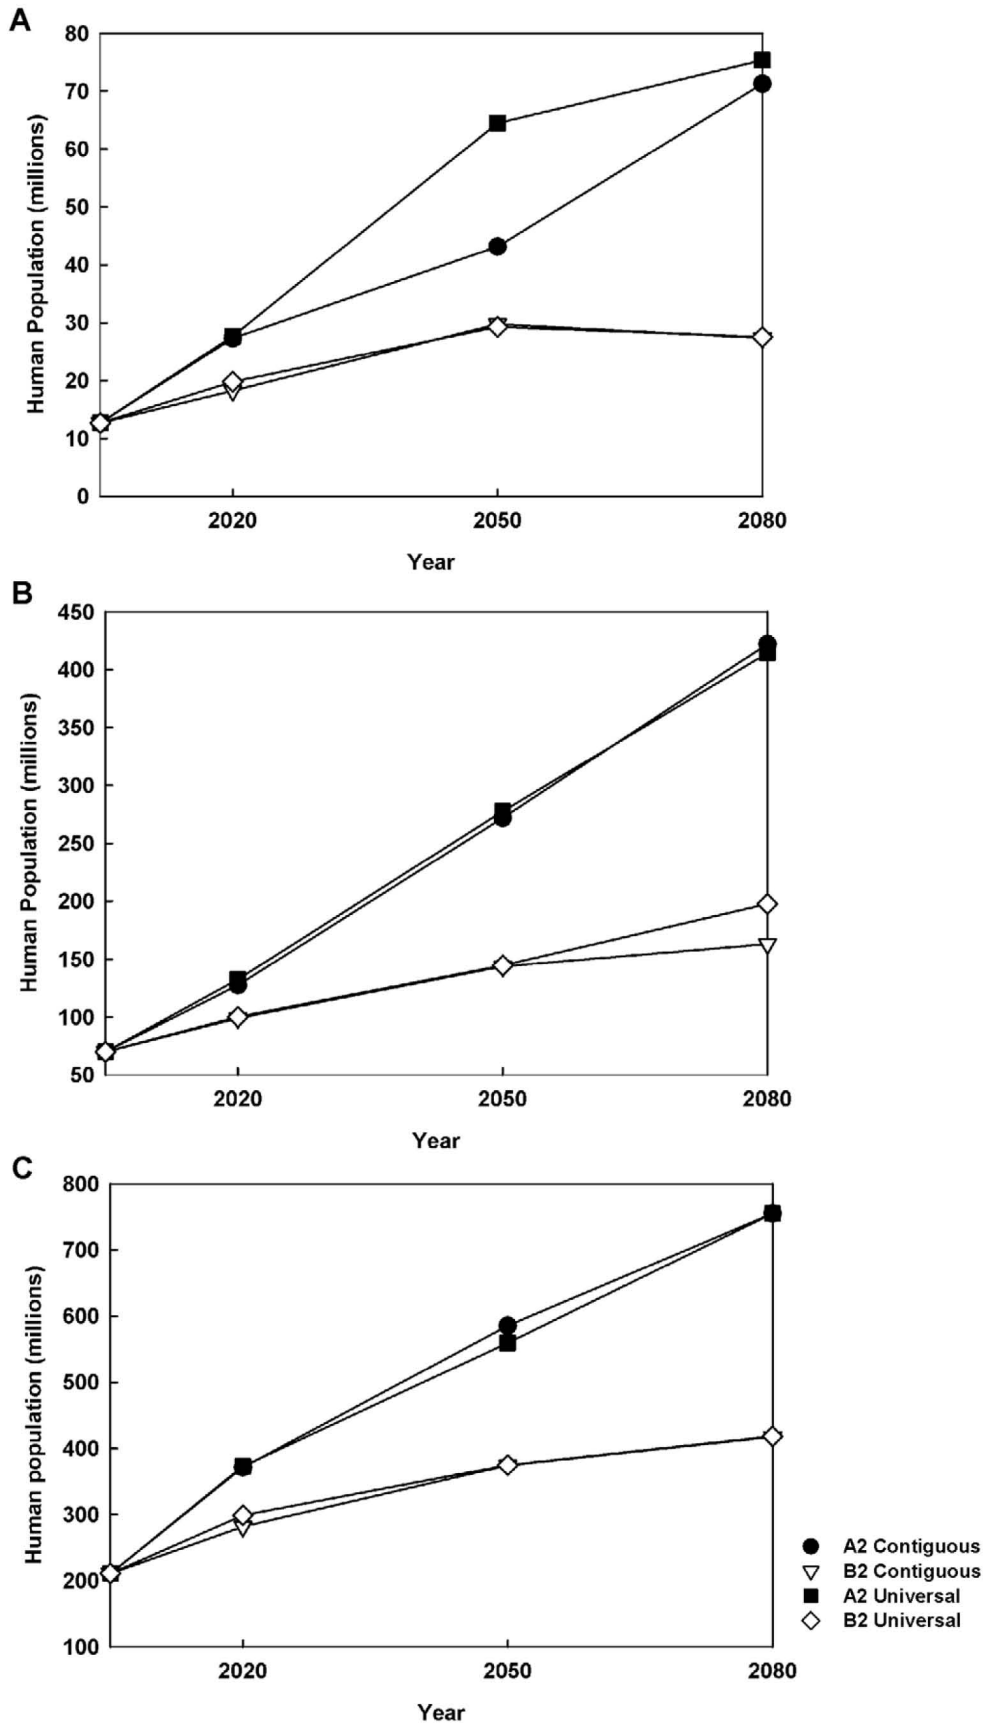 A
80
70
60
50
40
30
20
10
0
Human Population (millions)
2020 2050 2080
Year
B
450
400
350
300
250
200
150
100
50
Human Population (millions)
2020 2050 2080
Year
C
800
700
600
500
400
300
200
100
Human population (millions)
2020 2050 2080
Year
A2 Contiguous
B2 Contiguous
A2 Universal
B2 Universal